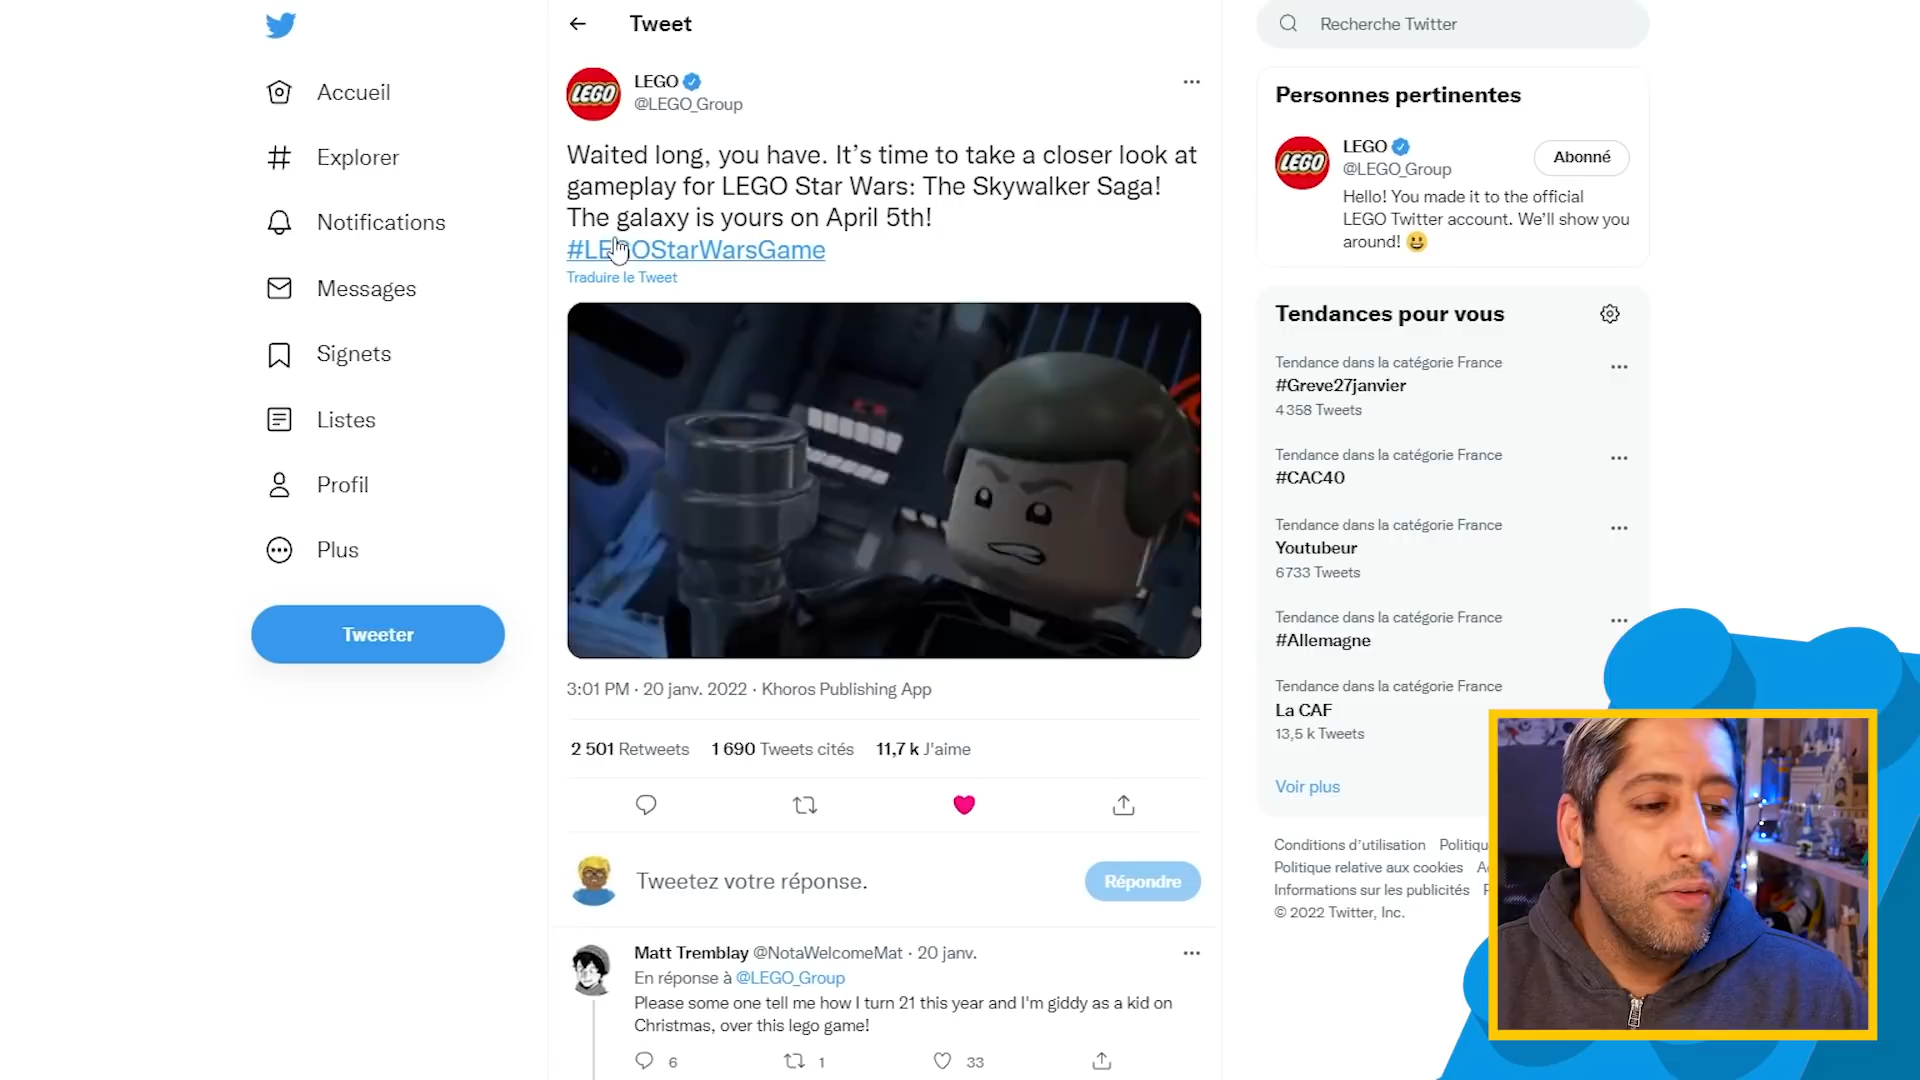 Tweet
Recherche Twitter
Accueil
Explorer
Notifications
Messages
Signets
Listes
Profil
Plus
Tweeter
LEGO
LEGO
@LEGO_Group
Waited long, you have. It's time to take a closer look at
gameplay for LEGO Star Wars: The Skywalker Saga!
The galaxy is yours on April 5th!
#LEGOStarWarsGame
Traduire le Tweet
3:01 PM · 20 janv. 2022 · Khoros Publishing App
2 501 Retweets 1 690 Tweets cités 11,7 k J'aime
Tweetez votre réponse.
Répondre
Matt Tremblay @NotaWelcomeMat · 20 janv.
En réponse à @LEGO_Group
Please some one tell me how I turn 21 this year and I'm giddy as a kid on
Christmas, over this lego game!
6 1 33
Personnes pertinentes
LEGO
LEGO
@LEGO_Group
Abonné
Hello! You made it to the official
LEGO Twitter account. We'll show you
around! 😀
Tendances pour vous
Tendance dans la catégorie France
#Greve27janvier
4 358 Tweets
Tendance dans la catégorie France
#CAC40
Tendance dans la catégorie France
Youtubeur
6 733 Tweets
Tendance dans la catégorie France
#Allemagne
Tendance dans la catégorie France
La CAF
13,5 k Tweets
Voir plus
Conditions d'utilisation
Politique relative aux cookies
Informations sur les publicités
© 2022 Twitter, Inc.